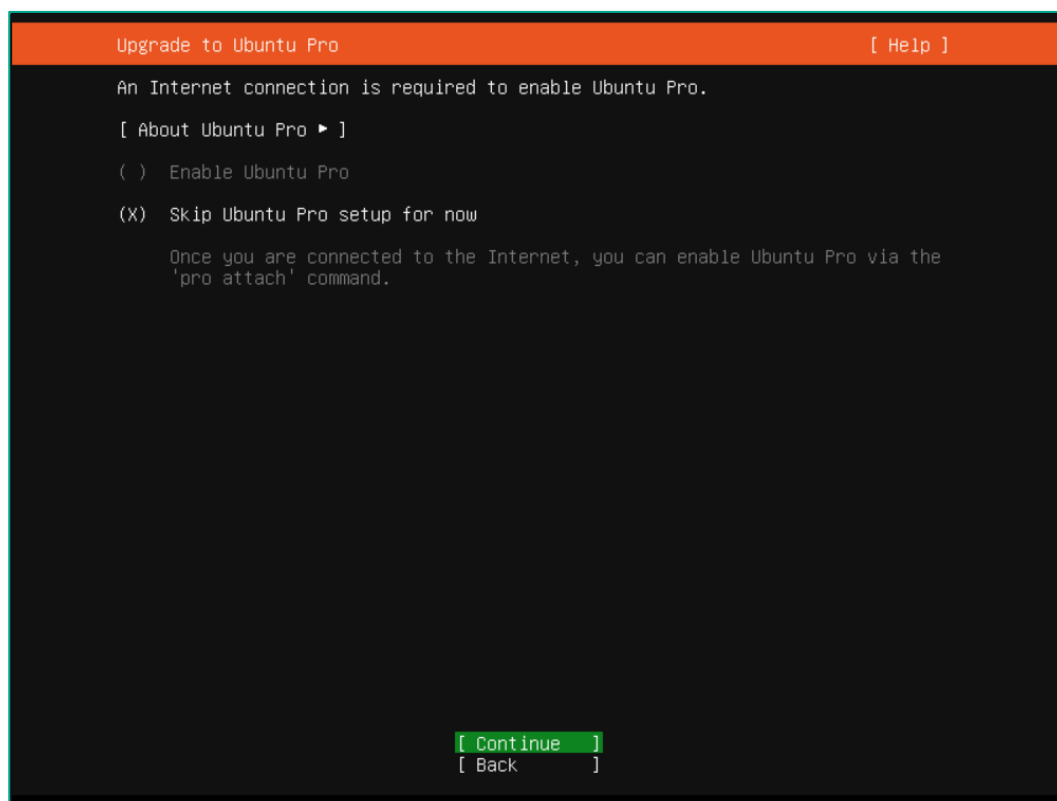 Upgrade to Ubuntu Pro [ Help ]
An Internet connection is required to enable Ubuntu Pro.
[ About Ubuntu Pro ▸ ]
( ) Enable Ubuntu Pro
(X) Skip Ubuntu Pro setup for now
Once you are connected to the Internet, you can enable Ubuntu Pro via the
'pro attach' command.
[ Continue ]
[ Back ]